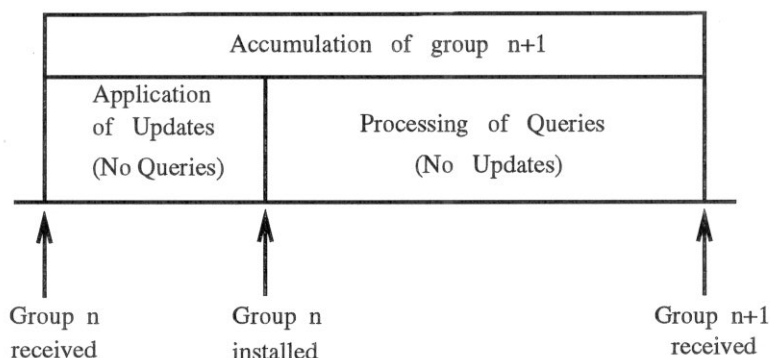 Accumulation of group n+1
Application
of Updates
(No Queries)
Processing of Queries
(No Updates)
Group n
received
Group n
installed
Group n+1
received